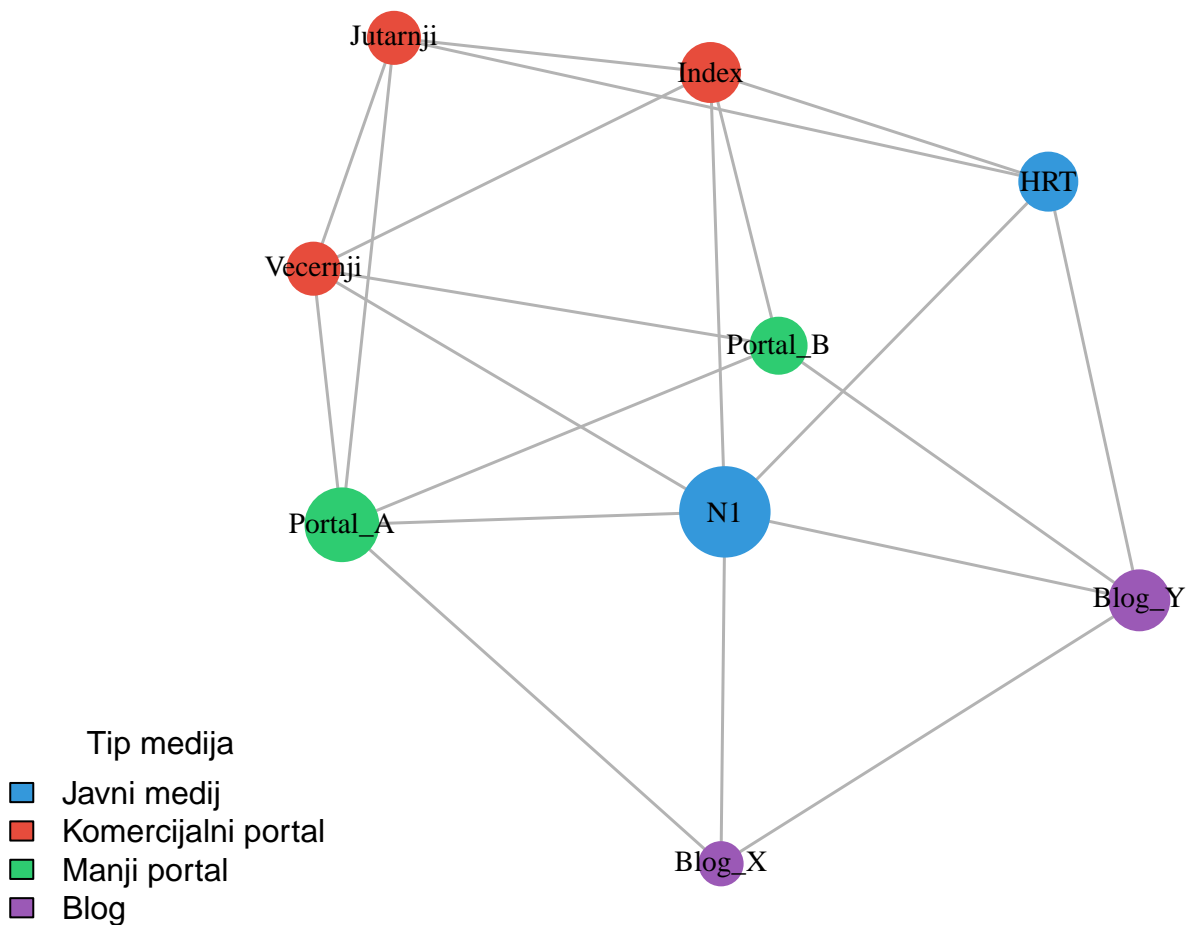 Jutarnji
Index
HRT
Vecernji
Portal_B
Portal_A
N1
Blog_Y
Blog_X
Tip medija
Javni medij
Komercijalni portal
Manji portal
Blog